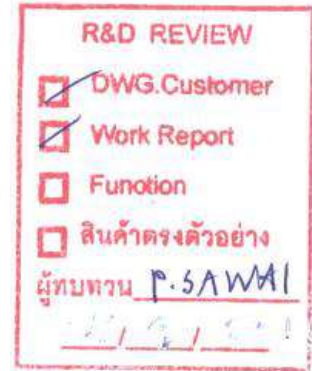 R&D REVIEW
DWG.Customer
Work Report
Function
สินค้าตรงตัวอย่าง
ผู้ทบทวน P.SAWAI